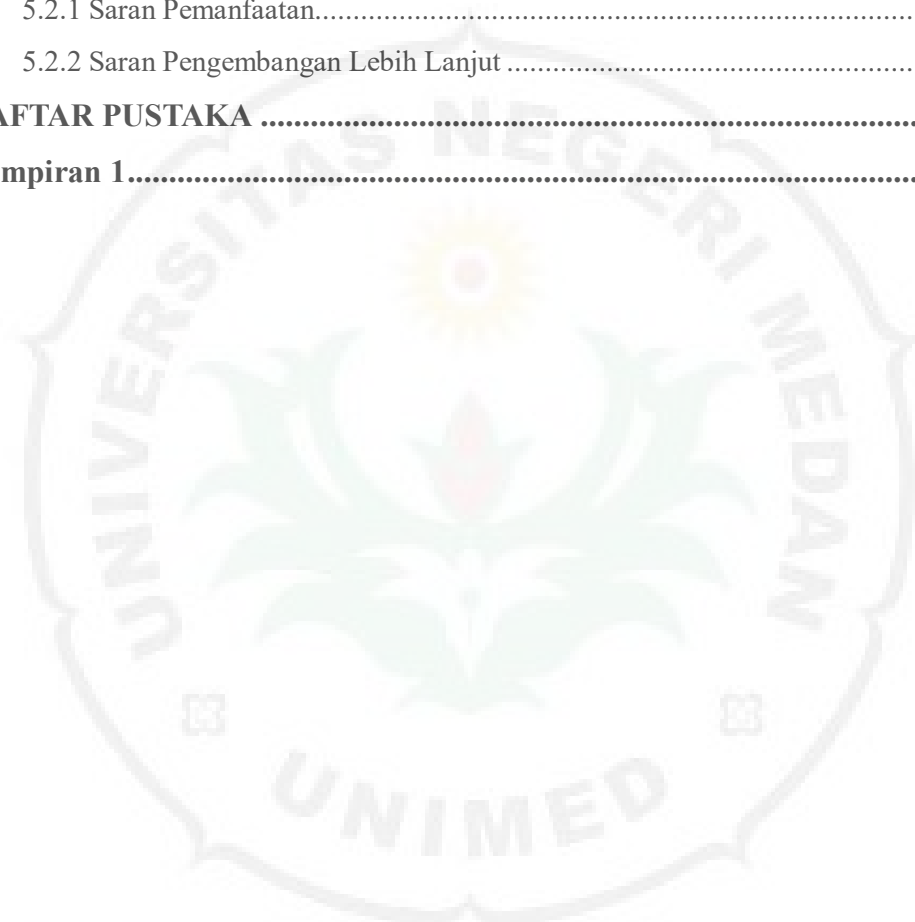 5.2.1 Saran Pemanfaatan.......................................................................................
5.2.2 Saran Pengembangan Lebih Lanjut ............................................................
AFTAR PUSTAKA ................................................................................
mpiran 1................................................................................................
UNIVERSITAS NEGERI MEDAN
UNIMED